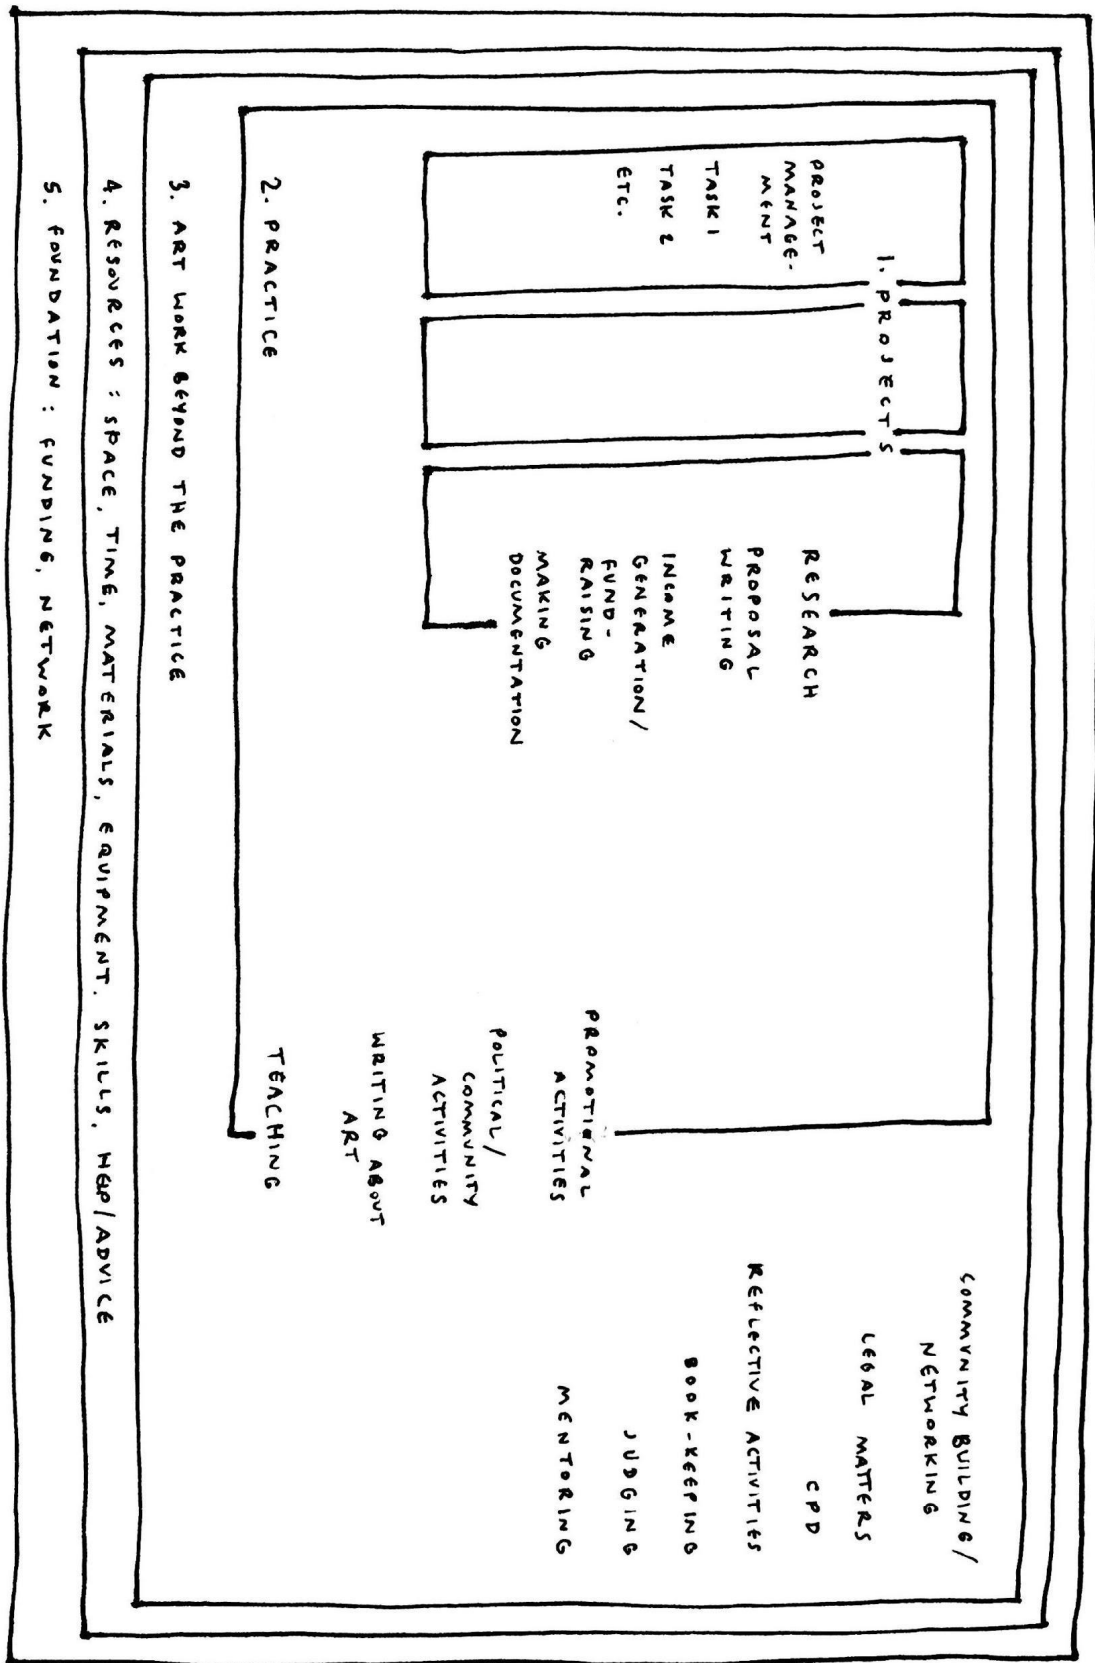 1. PROJECTS
PROJECT
MANAGE-
MENT
TASK 1
TASK 2
ETC.
RESEARCH
PROPOSAL
WRITING
INCOME
GENERATION/
FUND-
RAISING
MAKING
DOCUMENTATION
PROMOTIONAL
ACTIVITIES
POLITICAL/
COMMUNITY
ACTIVITIES
WRITING ABOUT
ART
TEACHING
COMMUNITY BUILDING/
NETWORKING
LEGAL MATTERS
CPD
REFLECTIVE ACTIVITIES
BOOK-KEEPING
JUDGING
MENTORING
2. PRACTICE
3. ART WORK BEYOND THE PRACTICE
4. RESOURCES : SPACE, TIME, MATERIALS, EQUIPMENT. SKILLS, HELP/ADVICE
5. FOUNDATION : FUNDING, NETWORK